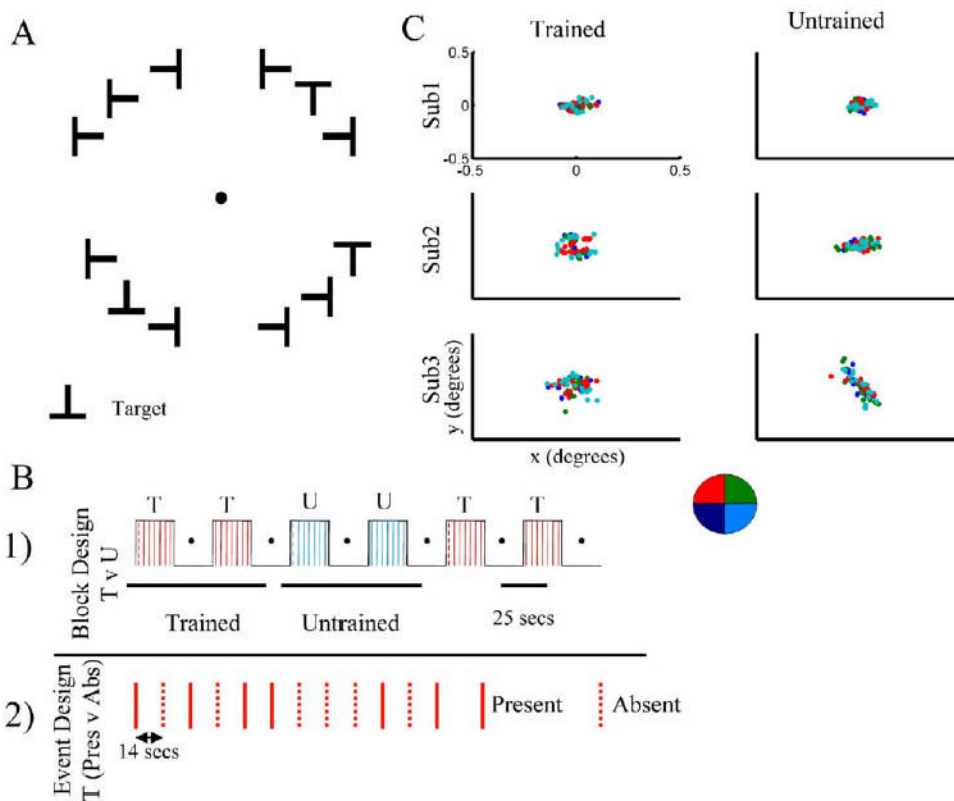 A
Target
C
Trained
Untrained
Sub1
0.5
0
-0.5
-0.5
0
0.5
Sub2
Sub3
y (degrees)
x (degrees)
B
1)
Block Design
T v U
T
T
U
U
T
T
Trained
Untrained
25 secs
2)
Event Design
T (Pres v Abs)
14 secs
Present
Absent